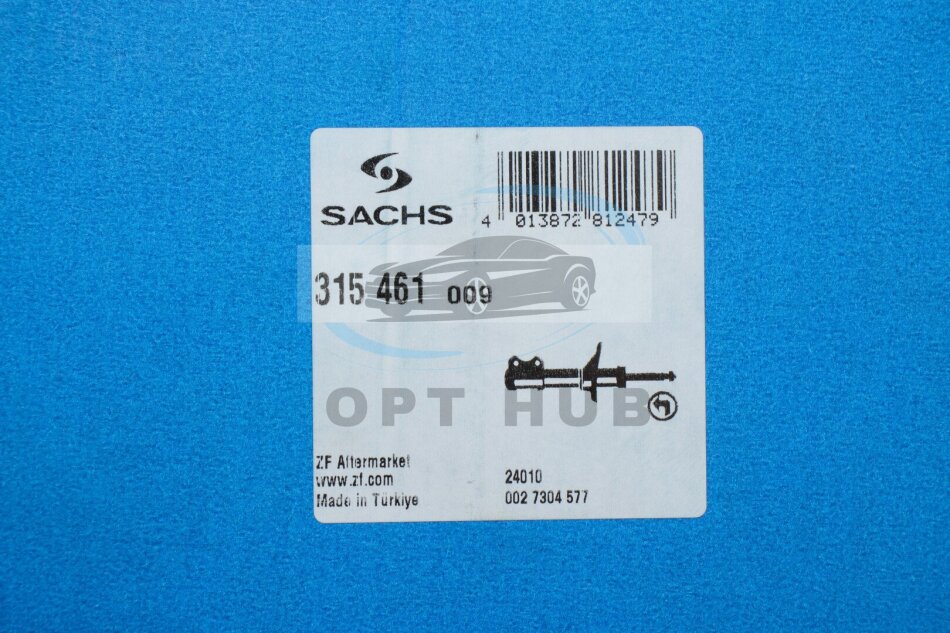 SACHS
4 013872 812479
315 461 009
OPT HUB
ZF Aftermarket
www.zf.com
Made in Türkiye
24010
002 7304 577